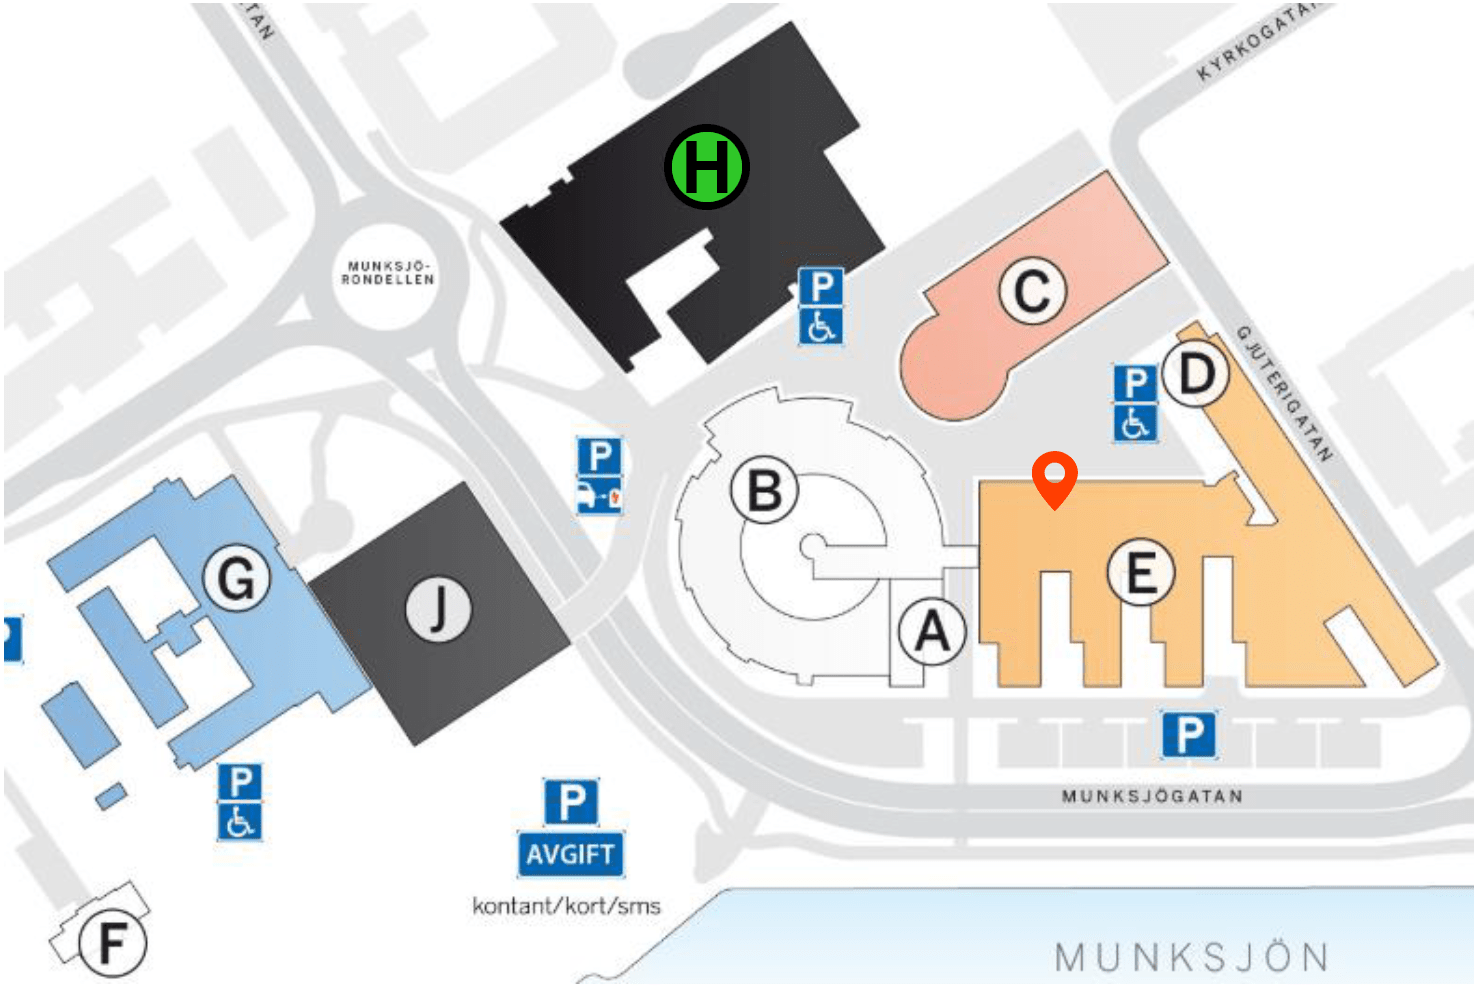 TAN
KYRKOGATAN
H
MUNKSJÖ-
RONDELLEN
P
C
GJUTERIGATAN
D
P
P
B
G
E
J
A
P
P
MUNKSJÖGATAN
P
AVGIFT
kontant/kort/sms
F
MUNKSJÖN